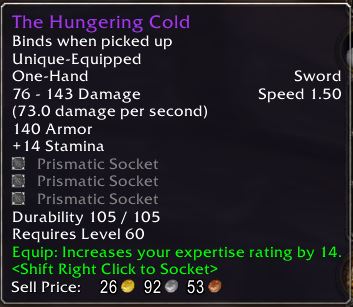 The Hungering Cold
Binds when picked up
Unique-Equipped
One-Hand Sword
76 - 143 Damage Speed 1.50
(73.0 damage per second)
140 Armor
+14 Stamina
Prismatic Socket
Prismatic Socket
Prismatic Socket
Durability 105 / 105
Requires Level 60
Equip: Increases your expertise rating by 14.
<Shift Right Click to Socket>
Sell Price: 26 92 53